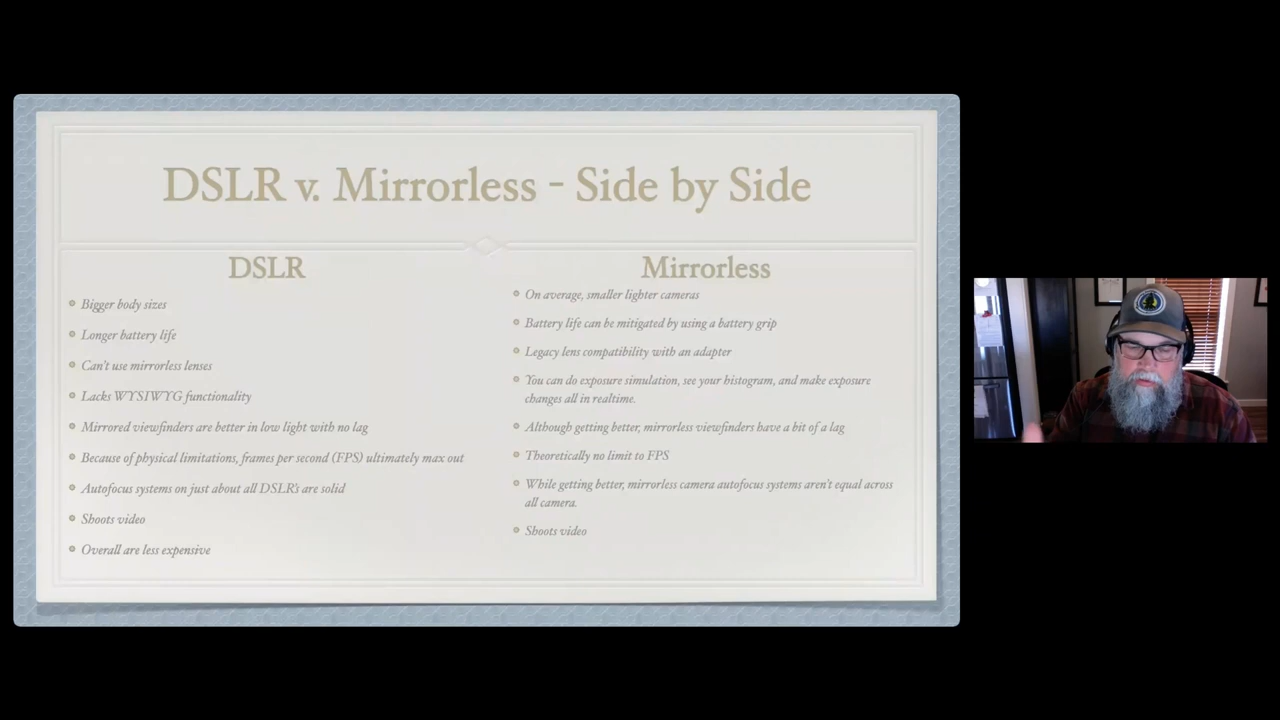 DSLR v. Mirrorless - Side by Side
DSLR
Bigger body sizes
Longer battery life
Can't use mirrorless lenses
Lacks WYSIWYG functionality
Mirrored viewfinders are better in low light with no lag
Because of physical limitations, frames per second (FPS) ultimately max out
Autofocus systems on just about all DSLR's are solid
Shoots video
Overall are less expensive
Mirrorless
On average, smaller lighter cameras
Battery life can be mitigated by using a battery grip
Legacy lens compatibility with an adapter
You can do exposure simulation, see your histogram, and make exposure
changes all in realtime.
Although getting better, mirrorless viewfinders have a bit of a lag
Theoretically no limit to FPS
While getting better, mirrorless camera autofocus systems aren't equal across
all camera.
Shoots video